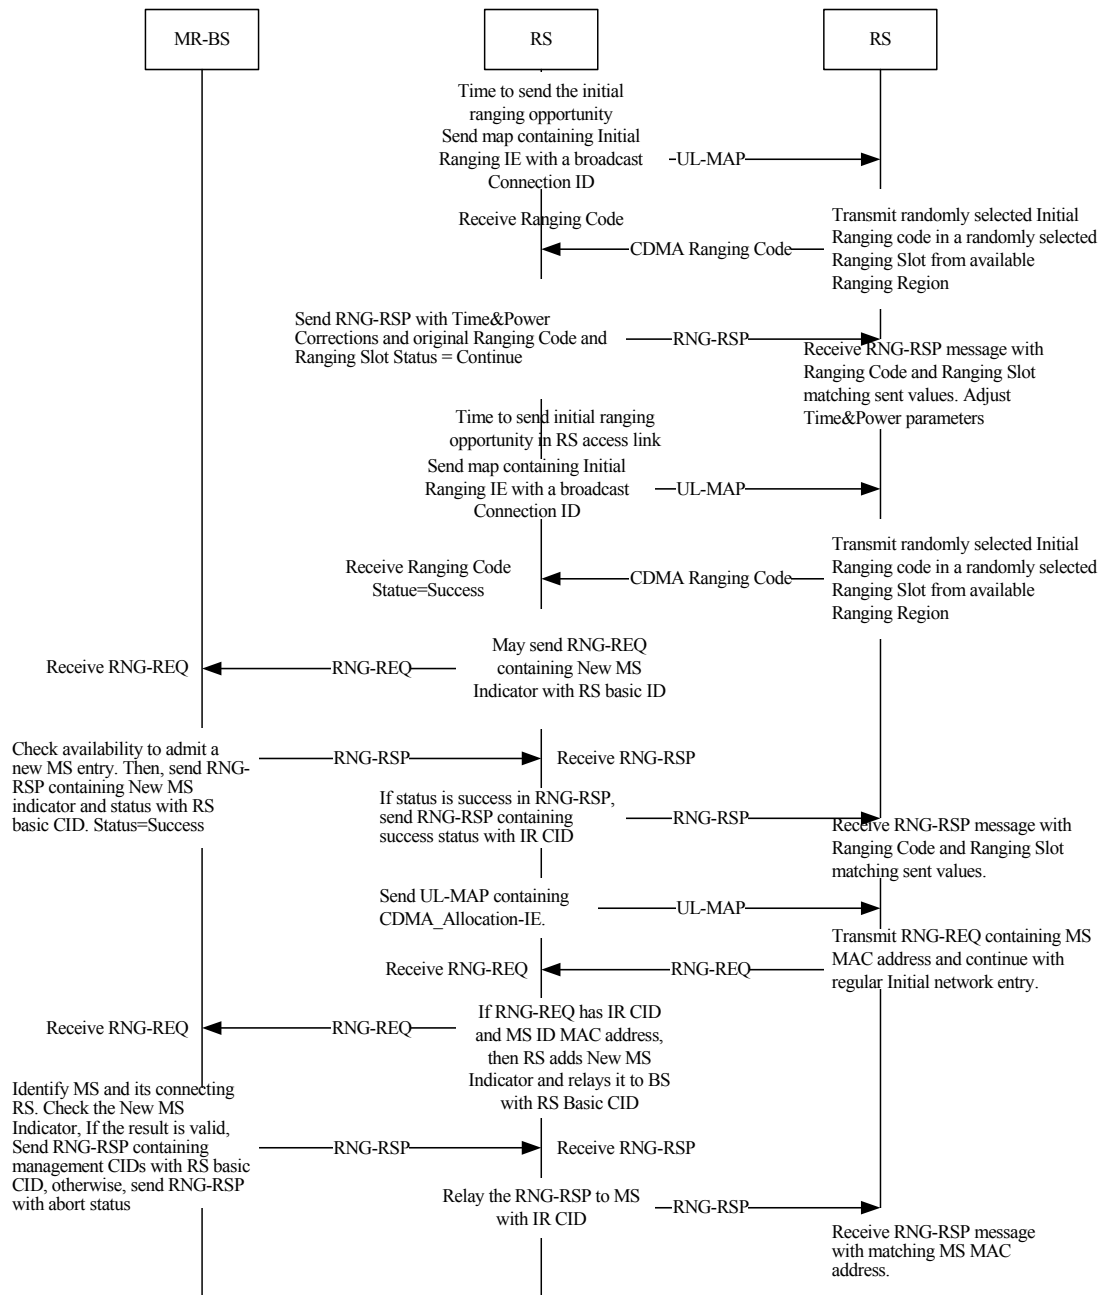 MR-BS
RS
RS
Time to send the initial
ranging opportunity
Send map containing Initial
Ranging IE with a broadcast
Connection ID
UL-MAP
Receive Ranging Code
CDMA Ranging Code
Transmit randomly selected Initial
Ranging code in a randomly selected
Ranging Slot from available
Ranging Region
Send RNG-RSP with Time&Power
Corrections and original Ranging Code and
Ranging Slot Status = Continue
RNG-RSP
Receive RNG-RSP message with
Ranging Code and Ranging Slot
matching sent values. Adjust
Time&Power parameters
Time to send initial ranging
opportunity in RS access link
Send map containing Initial
Ranging IE with a broadcast
Connection ID
UL-MAP
Receive Ranging Code
Statue=Success
CDMA Ranging Code
Transmit randomly selected Initial
Ranging code in a randomly selected
Ranging Slot from available
Ranging Region
Receive RNG-REQ
RNG-REQ
May send RNG-REQ
containing New MS
Indicator with RS basic ID
Check availability to admit a
new MS entry. Then, send RNG-
RSP containing New MS
indicator and status with RS
basic CID. Status=Success
RNG-RSP
Receive RNG-RSP
If status is success in RNG-RSP,
send RNG-RSP containing
success status with IR CID
RNG-RSP
Receive RNG-RSP message with
Ranging Code and Ranging Slot
matching sent values.
Send UL-MAP containing
CDMA_Allocation-IE.
UL-MAP
Transmit RNG-REQ containing MS
MAC address and continue with
regular Initial network entry.
Receive RNG-REQ
RNG-REQ
Receive RNG-REQ
RNG-REQ
If RNG-REQ has IR CID
and MS ID MAC address,
then RS adds New MS
Indicator and relays it to BS
with RS Basic CID
Identify MS and its connecting
RS. Check the New MS
Indicator, If the result is valid,
Send RNG-RSP containing
management CIDs with RS basic
CID, otherwise, send RNG-RSP
with abort status
RNG-RSP
Receive RNG-RSP
Relay the RNG-RSP to MS
with IR CID
RNG-RSP
Receive RNG-RSP message
with matching MS MAC
address.